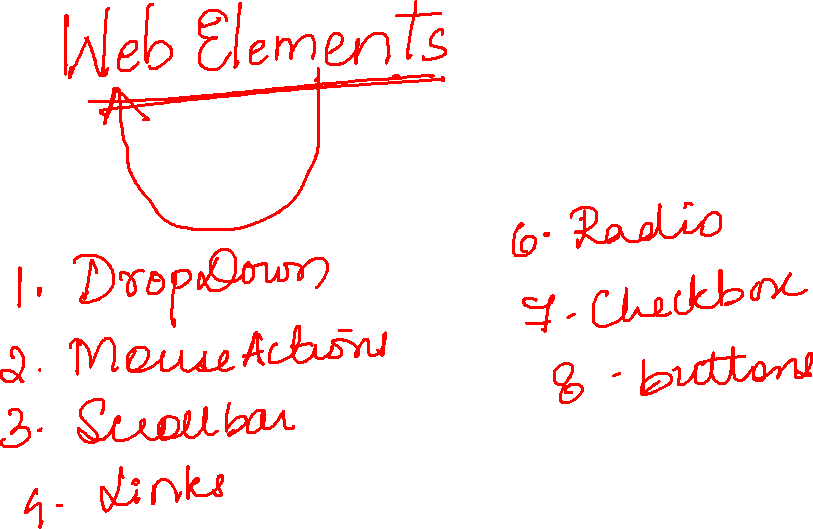 Web Elements
1. DropDown
2. MouseActions
3. Scrollbar
4. Links
6. Radio
7. Checkbox
8. buttons